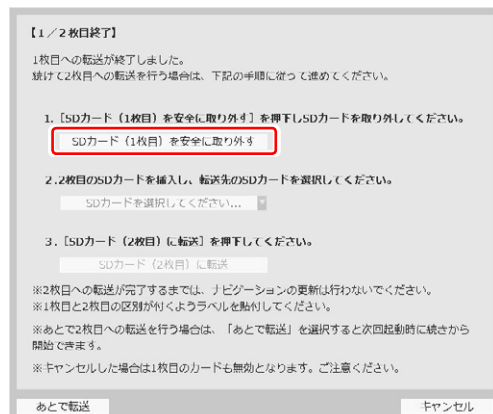 【1／2枚目終了】
1枚目への転送が終了しました。
続けて2枚目への転送を行う場合は、下記の手順に従って進めてください。
1.［SDカード（1枚目）を安全に取り外す］を押下しSDカードを取り外してください。
SDカード（1枚目）を安全に取り外す
2.2枚目のSDカードを挿入し、転送先のSDカードを選択してください。
SDカードを選択してください...
3.［SDカード（2枚目）に転送］を押下してください。
SDカード（2枚目）に転送
※2枚目への転送が完了するまでは、ナビゲーションの更新は行わないでください。
※1枚目と2枚目の区別が付くようラベルを貼付してください。
※あとで2枚目への転送を行う場合は、「あとで転送」を選択すると次回起動時に続きから
開始できます。
※キャンセルした場合は1枚目のカードも無効となります。ご注意ください。
あとで転送
キャンセル